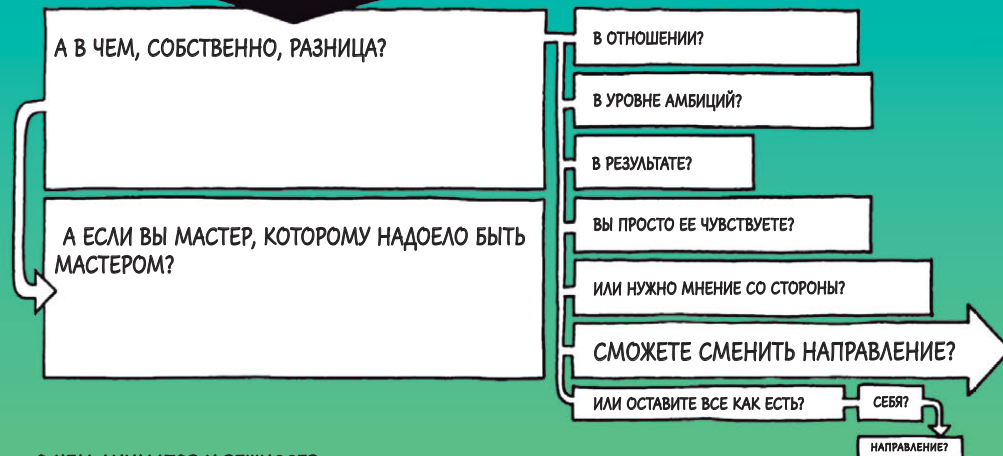 А В ЧЕМ, СОБСТВЕННО, РАЗНИЦА?
В ОТНОШЕНИИ?
В УРОВНЕ АМБИЦИЙ?
В РЕЗУЛЬТАТЕ?
ВЫ ПРОСТО ЕЕ ЧУВСТВУЕТЕ?
ИЛИ НУЖНО МНЕНИЕ СО СТОРОНЫ?
СМОЖЕТЕ СМЕНИТЬ НАПРАВЛЕНИЕ?
ИЛИ ОСТАВИТЕ ВСЕ КАК ЕСТЬ?
СЕБЯ?
НАПРАВЛЕНИЕ?
А ЕСЛИ ВЫ МАСТЕР, КОТОРОМУ НАДОЕЛО БЫТЬ
МАСТЕРОМ?